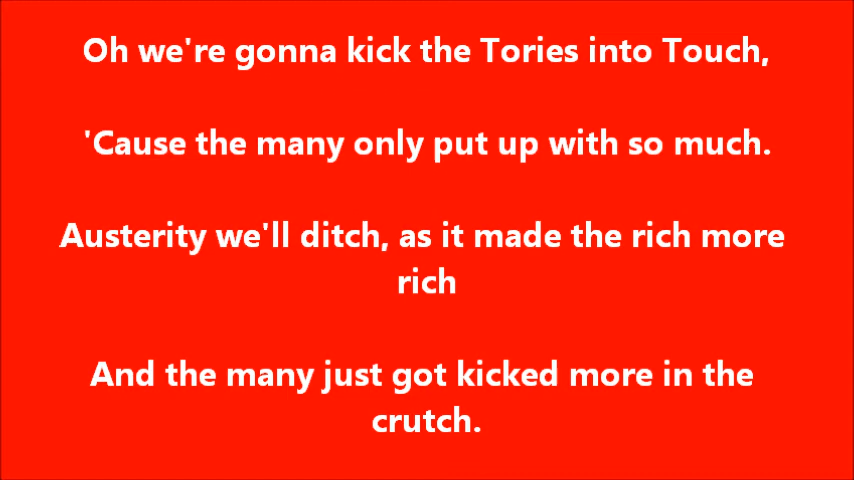 Oh we're gonna kick the Tories into Touch,
'Cause the many only put up with so much.
Austerity we'll ditch, as it made the rich more
rich
And the many just got kicked more in the
crutch.